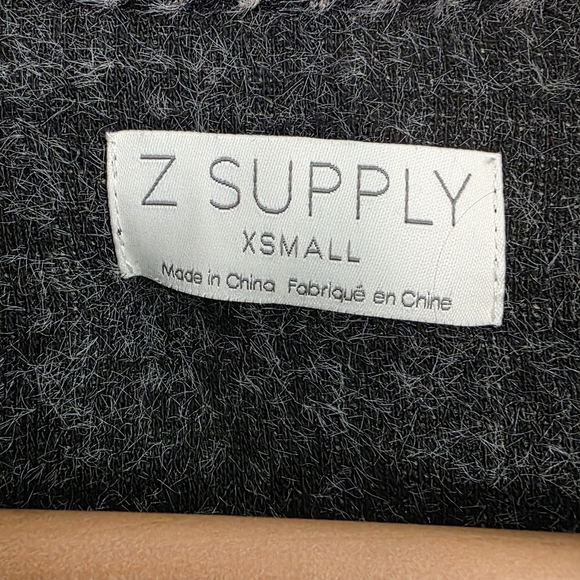 Z SUPPLY
XSMALL
Made in China Fabriqué en Chine